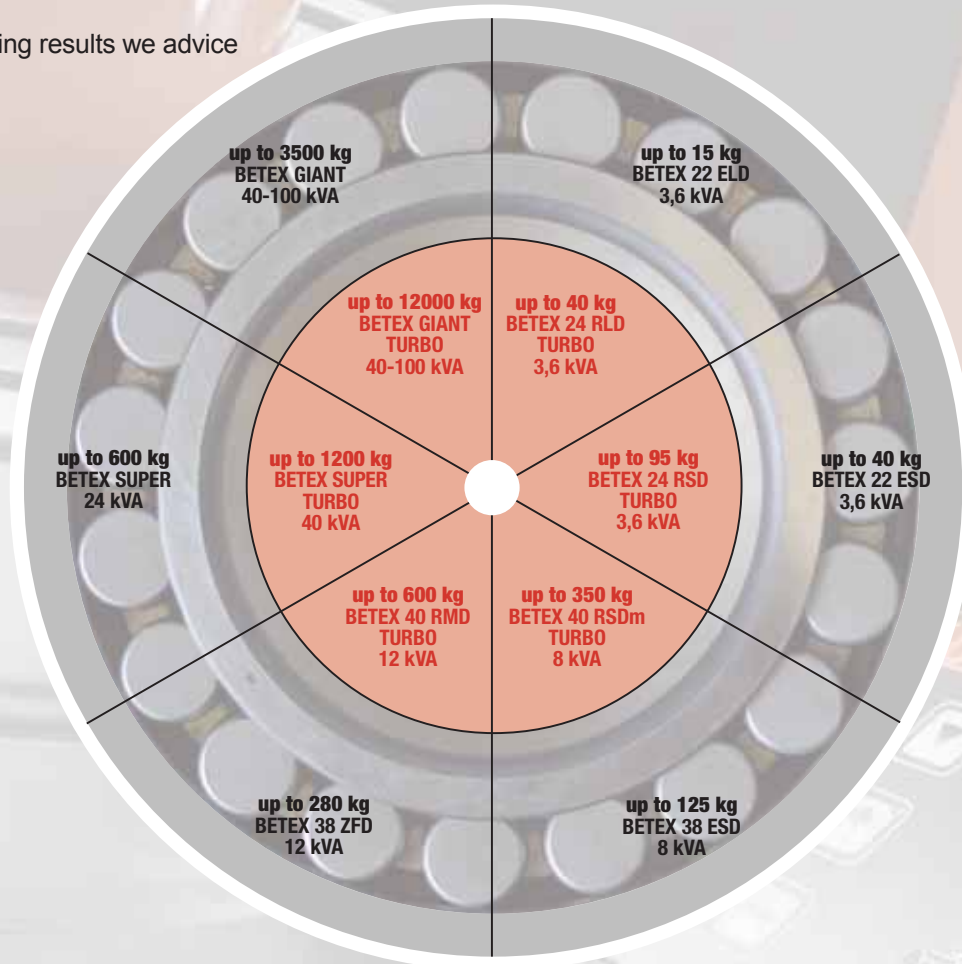 ing results we advice
up to 3500 kg
BETEX GIANT
40-100 kVA
up to 15 kg
BETEX 22 ELD
3,6 kVA
up to 12000 kg
BETEX GIANT
TURBO
40-100 kVA
up to 40 kg
BETEX 24 RLD
TURBO
3,6 kVA
up to 600 kg
BETEX SUPER
24 kVA
up to 1200 kg
BETEX SUPER
TURBO
40 kVA
up to 95 kg
BETEX 24 RSD
TURBO
3,6 kVA
up to 40 kg
BETEX 22 ESD
3,6 kVA
up to 600 kg
BETEX 40 RMD
TURBO
12 kVA
up to 350 kg
BETEX 40 RSDm
TURBO
8 kVA
up to 280 kg
BETEX 38 ZFD
12 kVA
up to 125 kg
BETEX 38 ESD
8 kVA